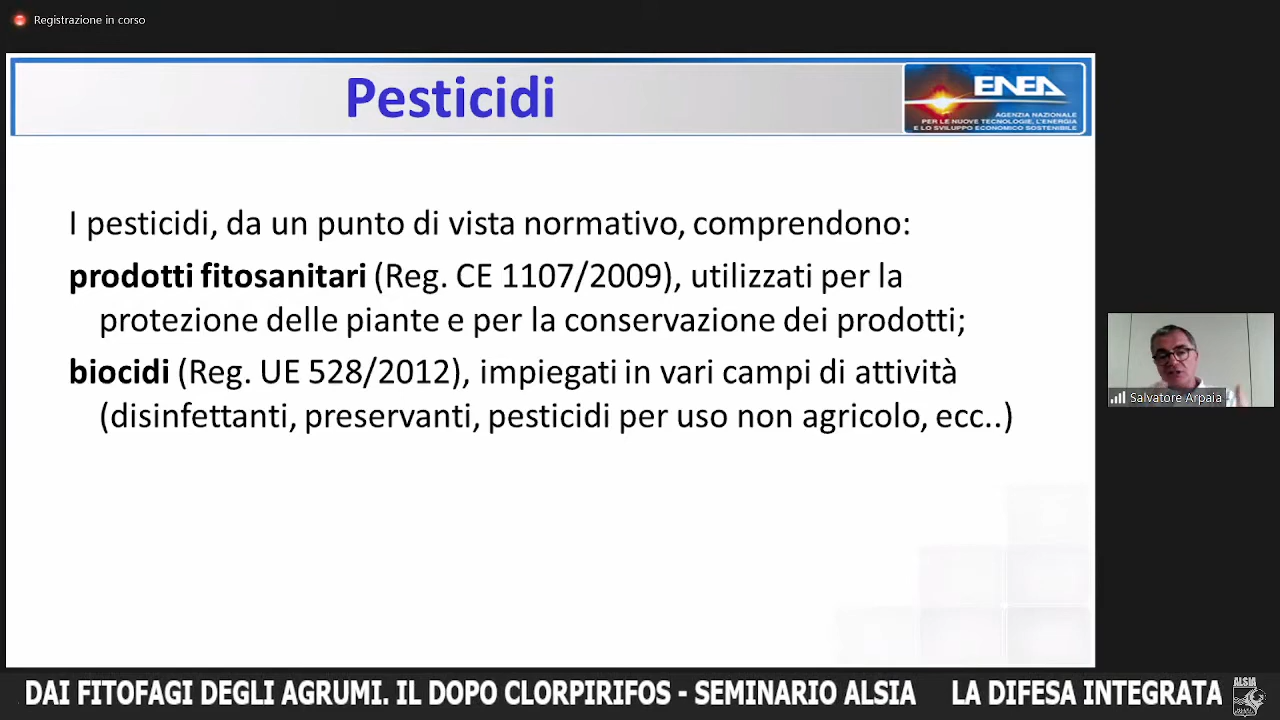 Registrazione in corso
Pesticidi
ENEA
AGENZIA NAZIONALE
PER LE NUOVE TECNOLOGIE, L'ENERGIA
E LO SVILUPPO ECONOMICO SOSTENIBILE
I pesticidi, da un punto di vista normativo, comprendono:
prodotti fitosanitari (Reg. CE 1107/2009), utilizzati per la
protezione delle piante e per la conservazione dei prodotti;
biocidi (Reg. UE 528/2012), impiegati in vari campi di attività
(disinfettanti, preservanti, pesticidi per uso non agricolo, ecc..)
Salvatore Arpaia
DAI FITOFAGI DEGLI AGRUMI. IL DOPO CLORPIRIFOS - SEMINARIO ALSIA LA DIFESA INTEGRATA
ALSIA